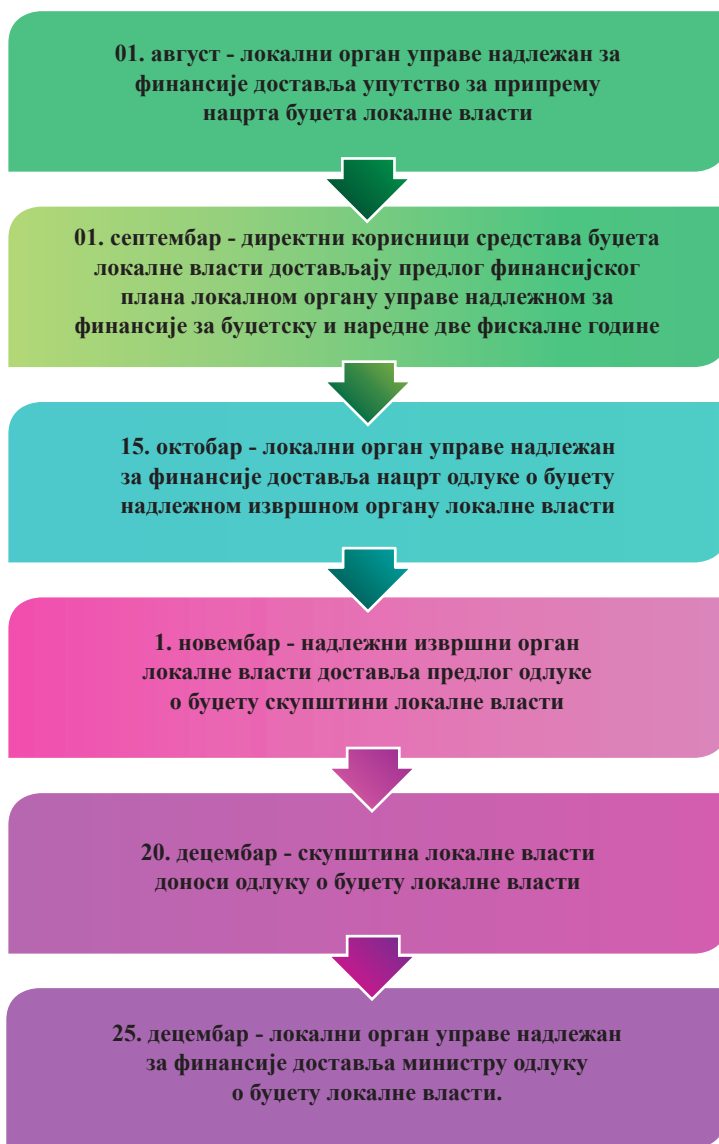 01. август - локални орган управе надлежан за
финансије доставља упутство за припрему
нацрта буџета локалне власти
01. септембар - директни корисници средстава буџета
локалне власти достављају предлог финансијског
плана локалном органу управе надлежном за
финансије за буџетску и наредне две фискалне године
15. октобар - локални орган управе надлежан
за финансије доставља нацрт одлуке о буџету
надлежном извршном органу локалне власти
1. новембар - надлежни извршни орган
локалне власти доставља предлог одлуке
о буџету скупштини локалне власти
20. децембар - скупштина локалне власти
доноси одлуку о буџету локалне власти
25. децембар - локални орган управе надлежан
за финансије доставља министру одлуку
о буџету локалне власти.